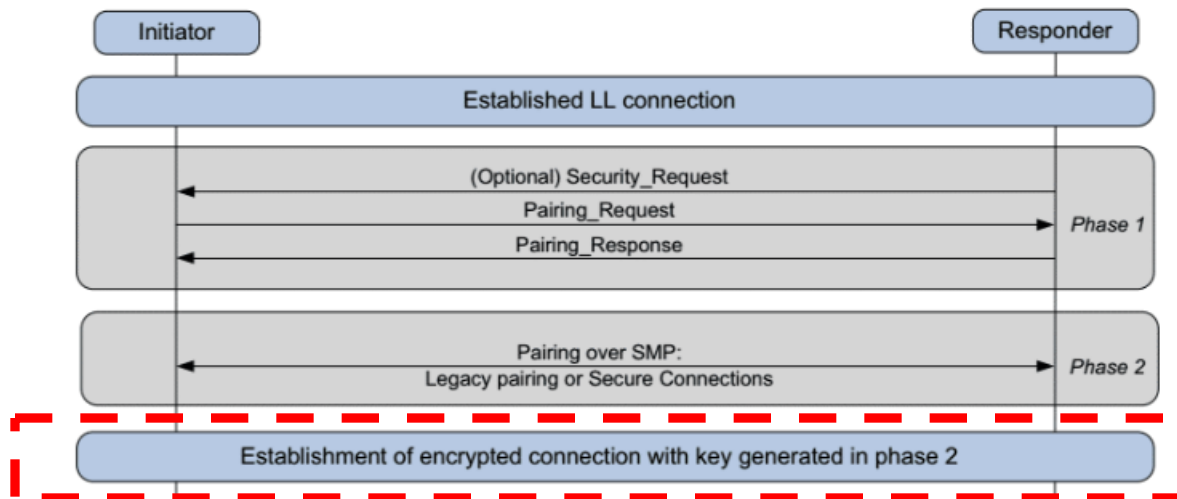 Initiator
Responder
Established LL connection
(Optional) Security_Request
Pairing_Request
Phase 1
Pairing_Response
Pairing over SMP:
Phase 2
Legacy pairing or Secure Connections
Establishment of encrypted connection with key generated in phase 2